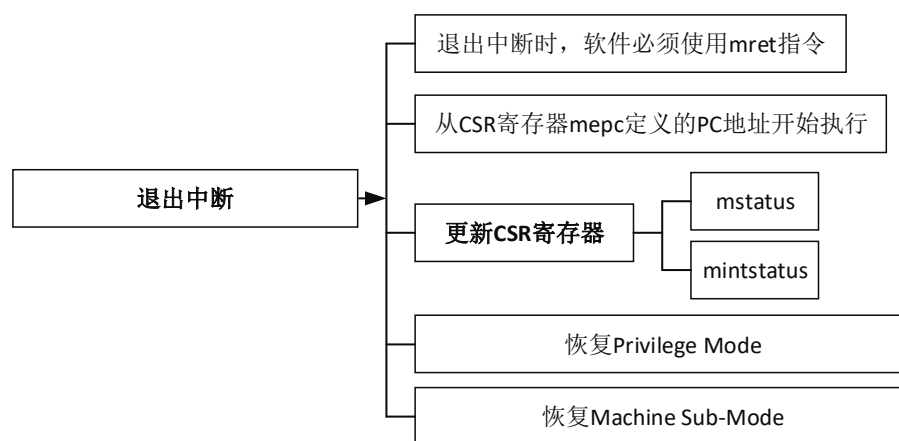 退出中断时，软件必须使用mret指令
从CSR寄存器mepc定义的PC地址开始执行
退出中断
更新CSR寄存器
mstatus
mintstatus
恢复Privilege Mode
恢复Machine Sub-Mode